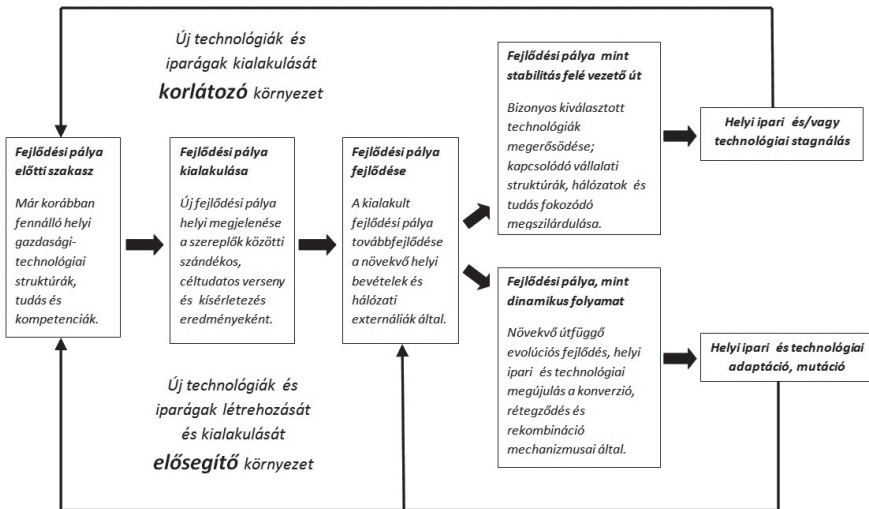 Új technológiák és
iparágak kialakulását
korlátozó környezet
Fejlődési pálya
előtti szakasz
Már korábban
fennálló helyi
gazdasági-
technológiai
struktúrák,
tudás és
kompetenciák.
Fejlődési pálya
kialakulása
Új fejlődési pálya
helyi megjelenése
a szereplők közötti
szándékos,
céltudatos verseny
és kísérletezés
eredményeként.
Fejlődési pálya
fejlődése
A kialakult
fejlődési pálya
továbbfejlődése
a növekvő helyi
bevételek és
hálózati
externáliák által.
Fejlődési pálya mint
stabilitás felé vezető út
Bizonyos kiválasztott
technológiák
megerősödése;
kapcsolódó vállalati
struktúrák, hálózatok és
tudás fokozódó
megszilárdulása.
Helyi ipari és/vagy
technológiai stagnálás
Fejlődési pálya, mint
dinamikus folyamat
Növekvő útfüggő
evolúciós fejlődés, helyi
ipari és technológiai
megújulás a konverzió,
rétegződés és
rekombináció
mechanizmusai által.
Helyi ipari és technológiai
adaptáció, mutáció
Új technológiák és
iparágak létrehozását
és kialakulását
elősegítő környezet